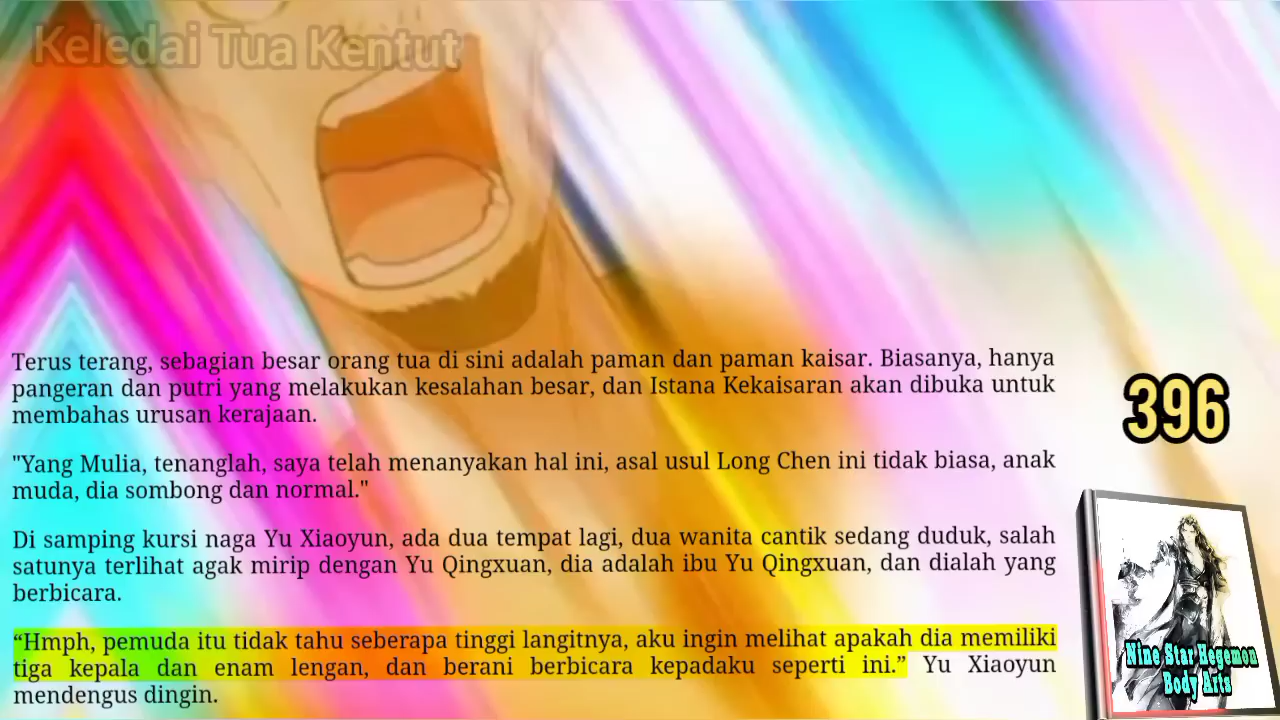 Keledai Tua Kentut
Terus terang, sebagian besar orang tua di sini adalah paman dan paman kaisar. Biasanya, hanya
pangeran dan putri yang melakukan kesalahan besar, dan Istana Kekaisaran akan dibuka untuk
membahas urusan kerajaan.
"Yang Mulia, tenanglah, saya telah menanyakan hal ini, asal usul Long Chen ini tidak biasa, anak
muda, dia sombong dan normal."
Di samping kursi naga Yu Xiaoyun, ada dua tempat lagi, dua wanita cantik sedang duduk, salah
satunya terlihat agak mirip dengan Yu Qingxuan, dia adalah ibu Yu Qingxuan, dan dialah yang
berbicara.
“Hmph, pemuda itu tidak tahu seberapa tinggi langitnya, aku ingin melihat apakah dia memiliki
tiga kepala dan enam lengan, dan berani berbicara kepadaku seperti ini.” Yu Xiaoyun
mendengus dingin.
396
Nine Star Hegemon
Body Arts